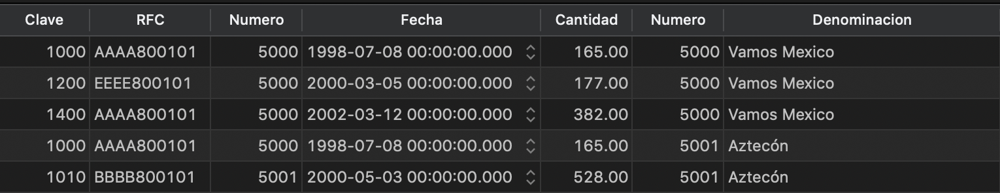 Clave RFC Numero Fecha Cantidad Numero Denominacion
1000 AAAA800101 5000 1998-07-08 00:00:00.000 165.00 5000 Vamos Mexico
1200 EEEE800101 5000 2000-03-05 00:00:00.000 177.00 5000 Vamos Mexico
1400 AAAA800101 5000 2002-03-12 00:00:00.000 382.00 5000 Vamos Mexico
1000 AAAA800101 5000 1998-07-08 00:00:00.000 165.00 5001 Aztecón
1010 BBBB800101 5001 2000-05-03 00:00:00.000 528.00 5001 Aztecón